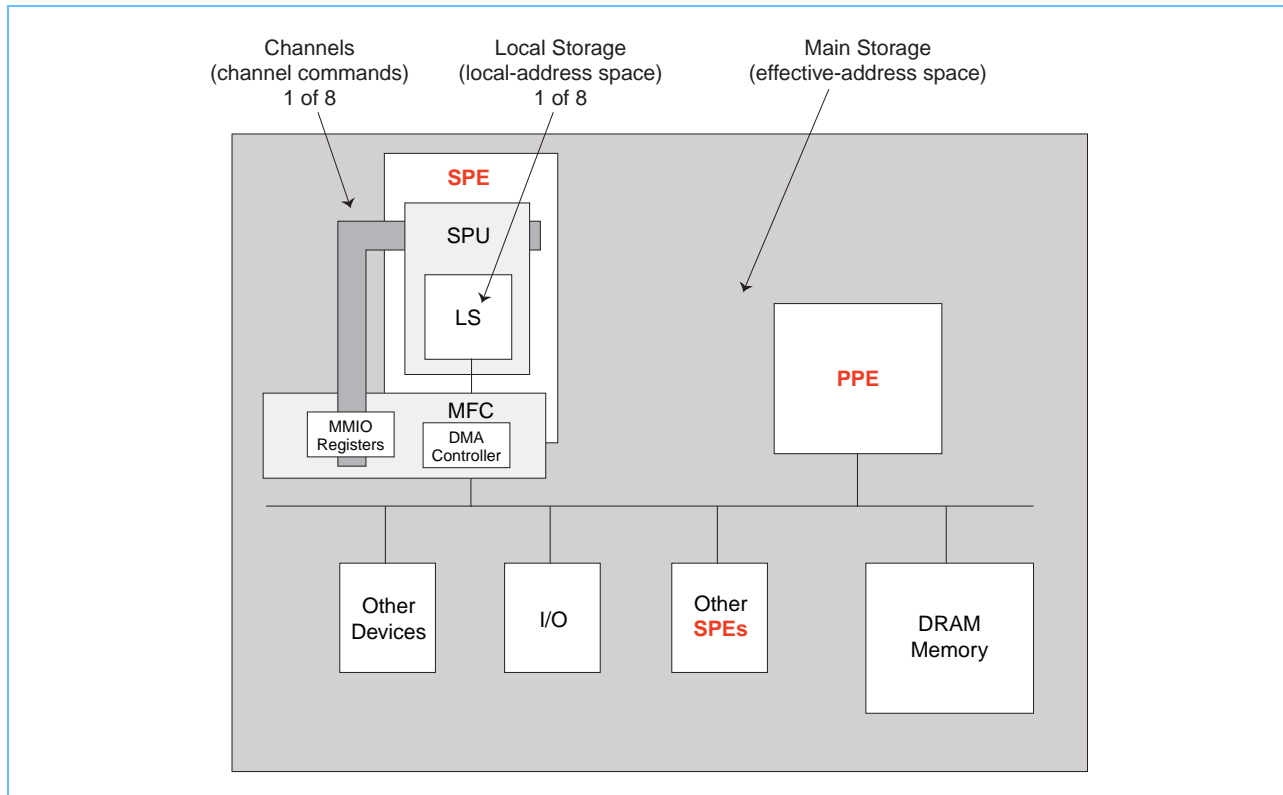 Channels
(channel commands)
1 of 8
Local Storage
(local-address space)
1 of 8
Main Storage
(effective-address space)
SPE
SPU
LS
MFC
MMIO
Registers
DMA
Controller
PPE
Other
Devices
I/O
Other
SPEs
DRAM
Memory